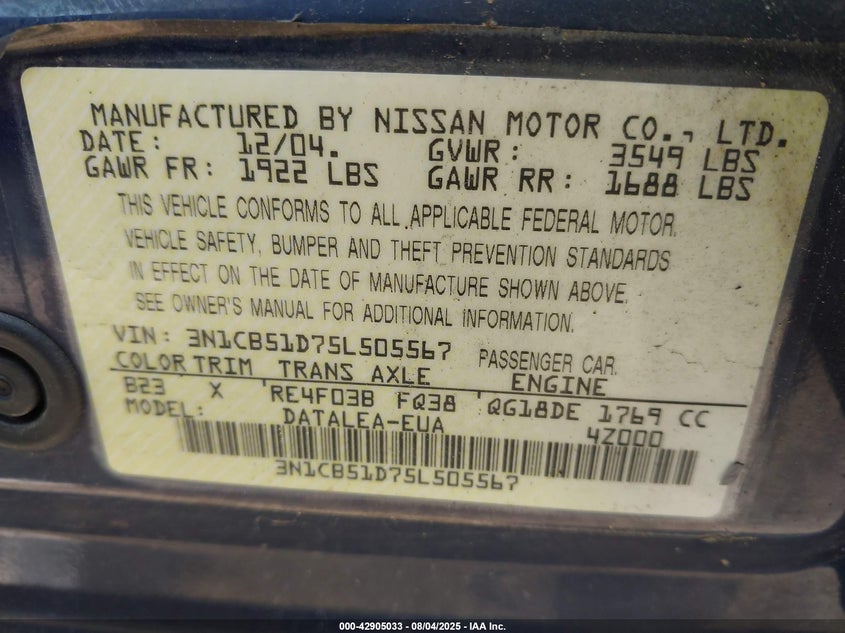 MANUFACTURED BY NISSAN MOTOR CO., LTD.
DATE: 12/04. GVWR: 3549 LBS
GAWR FR: 1922 LBS GAWR RR: 1688 LBS
THIS VEHICLE CONFORMS TO ALL APPLICABLE FEDERAL MOTOR
VEHICLE SAFETY, BUMPER AND THEFT PREVENTION STANDARDS
IN EFFECT ON THE DATE OF MANUFACTURE SHOWN ABOVE.
SEE OWNER'S MANUAL FOR ADDITIONAL INFORMATION.
VIN: 3N1CB51D75L505567 PASSENGER CAR.
COLOR TRIM TRANS AXLE ENGINE
B23 X RE4F03B FQ38 QG18DE 1769 CC
MODEL: DATALEA-EUA 4Z000
3N1CB51D75L505567
000-42905033 - 08/04/2025 - IAA Inc.